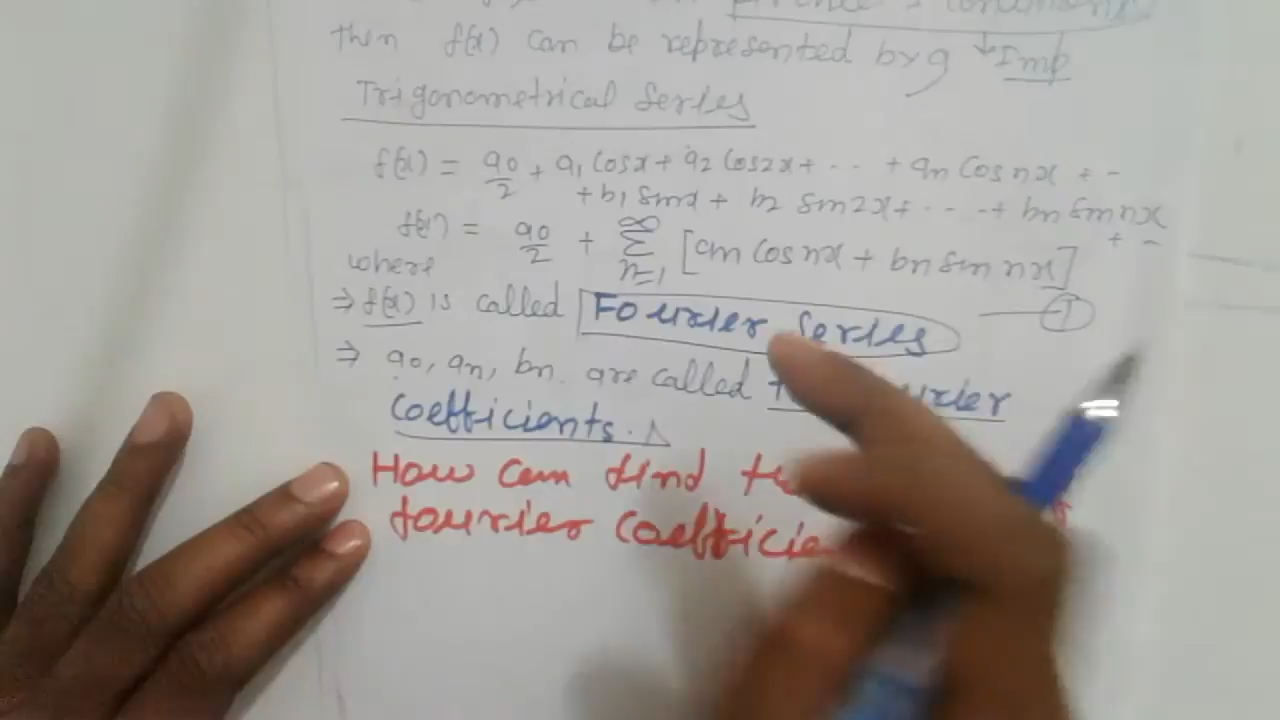 then f(x) can be represented by a ↓ Imp
Trigonometrical Series
f(x) = a0/2 + a1 Cosx + a2 Cos2x + ... + an Cos nx + -
+ b1 Sinx + b2 Sin2x + ... + bn Sin nx + -
f(x) = a0/2 + ∞ Σ n=1 [an Cos nx + bn Sin nx]
where
⇒ f(x) is called Fourier Series — ①
⇒ a0, an, bn. are called Fourier
Coefficients.
How can find
fourier